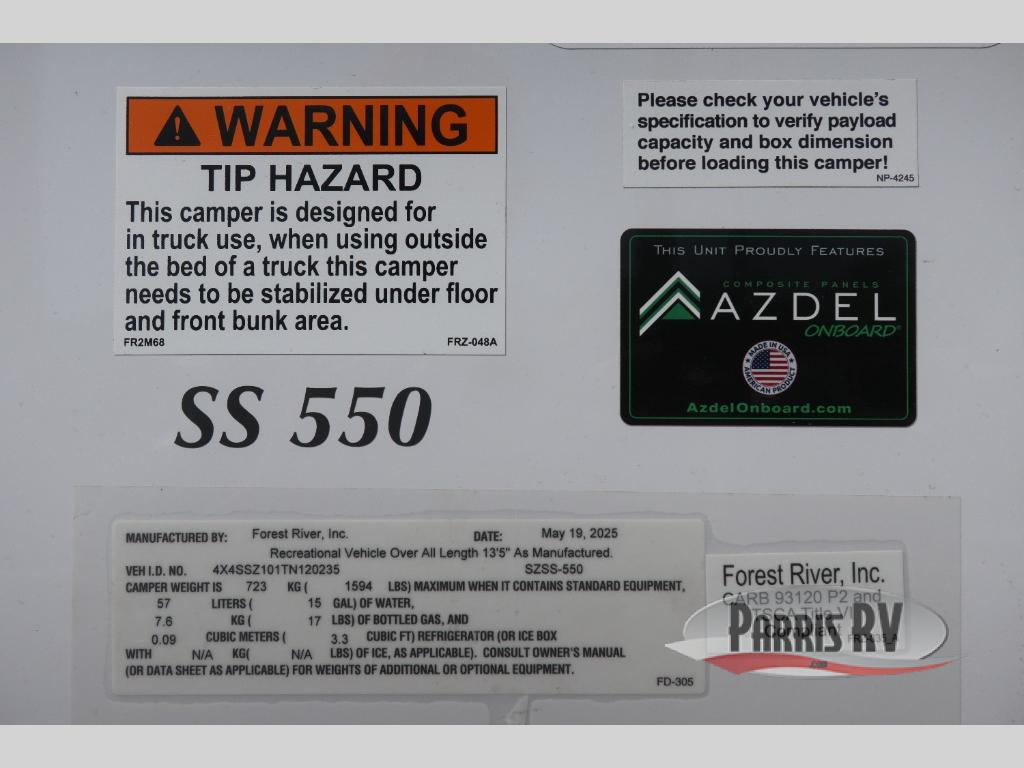 WARNING
TIP HAZARD
This camper is designed for
in truck use, when using outside
the bed of a truck this camper
needs to be stabilized under floor
and front bunk area.
FR2M68 FRZ-048A
Please check your vehicle's
specification to verify payload
capacity and box dimension
before loading this camper!
NP-4245
THIS UNIT PROUDLY FEATURES
COMPOSITE PANELS
AZDEL
ONBOARD®
MADE IN USA
AMERICAN PRODUCT
AzdelOnboard.com
SS 550
MANUFACTURED BY: Forest River, Inc. DATE: May 19, 2025
Recreational Vehicle Over All Length 13'5" As Manufactured.
VEH I.D. NO. 4X4SSZ101TN120235 SZSS-550
CAMPER WEIGHT IS 723 KG ( 1594 LBS) MAXIMUM WHEN IT CONTAINS STANDARD EQUIPMENT,
57 LITERS ( 15 GAL) OF WATER,
7.6 KG ( 17 LBS) OF BOTTLED GAS, AND
0.09 CUBIC METERS ( 3.3 CUBIC FT) REFRIGERATOR (OR ICE BOX
WITH N/A KG( N/A LBS) OF ICE, AS APPLICABLE). CONSULT OWNER'S MANUAL
(OR DATA SHEET AS APPLICABLE) FOR WEIGHTS OF ADDITIONAL OR OPTIONAL EQUIPMENT.
FD-305
Forest River, Inc.
CARB 93120 P2 and
TSCA Title VI
Compliant
PARRIS RV
.com